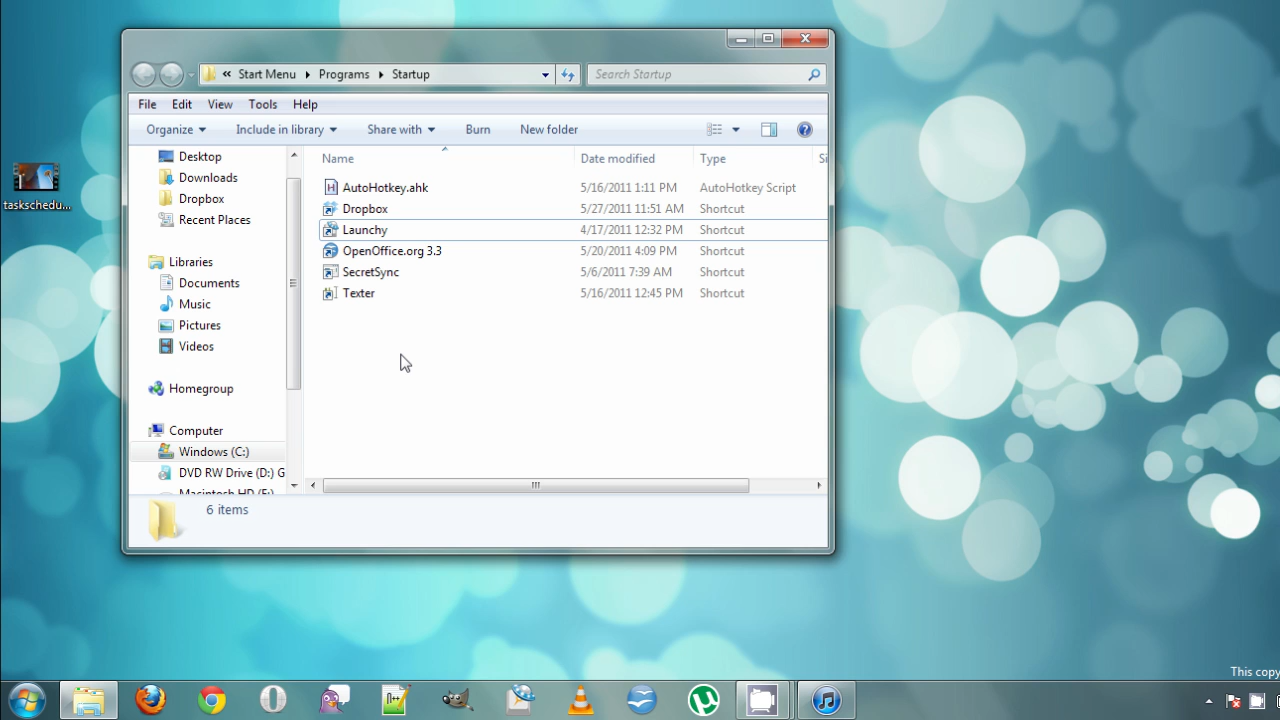 « Start Menu ▸ Programs ▸ Startup
Search Startup
File Edit View Tools Help
Organize Include in library Share with Burn New folder
Name Date modified Type Si
Desktop
Downloads
Dropbox
Recent Places
Libraries
Documents
Music
Pictures
Videos
Homegroup
Computer
Windows (C:)
DVD RW Drive (D:) G
Macintosh HD (E:)
AutoHotkey.ahk 5/16/2011 1:11 PM AutoHotkey Script
Dropbox 5/27/2011 11:51 AM Shortcut
Launchy 4/17/2011 12:32 PM Shortcut
OpenOffice.org 3.3 5/20/2011 4:09 PM Shortcut
SecretSync 5/6/2011 7:39 AM Shortcut
Texter 5/16/2011 12:45 PM Shortcut
6 items
taskschedu...
This copy